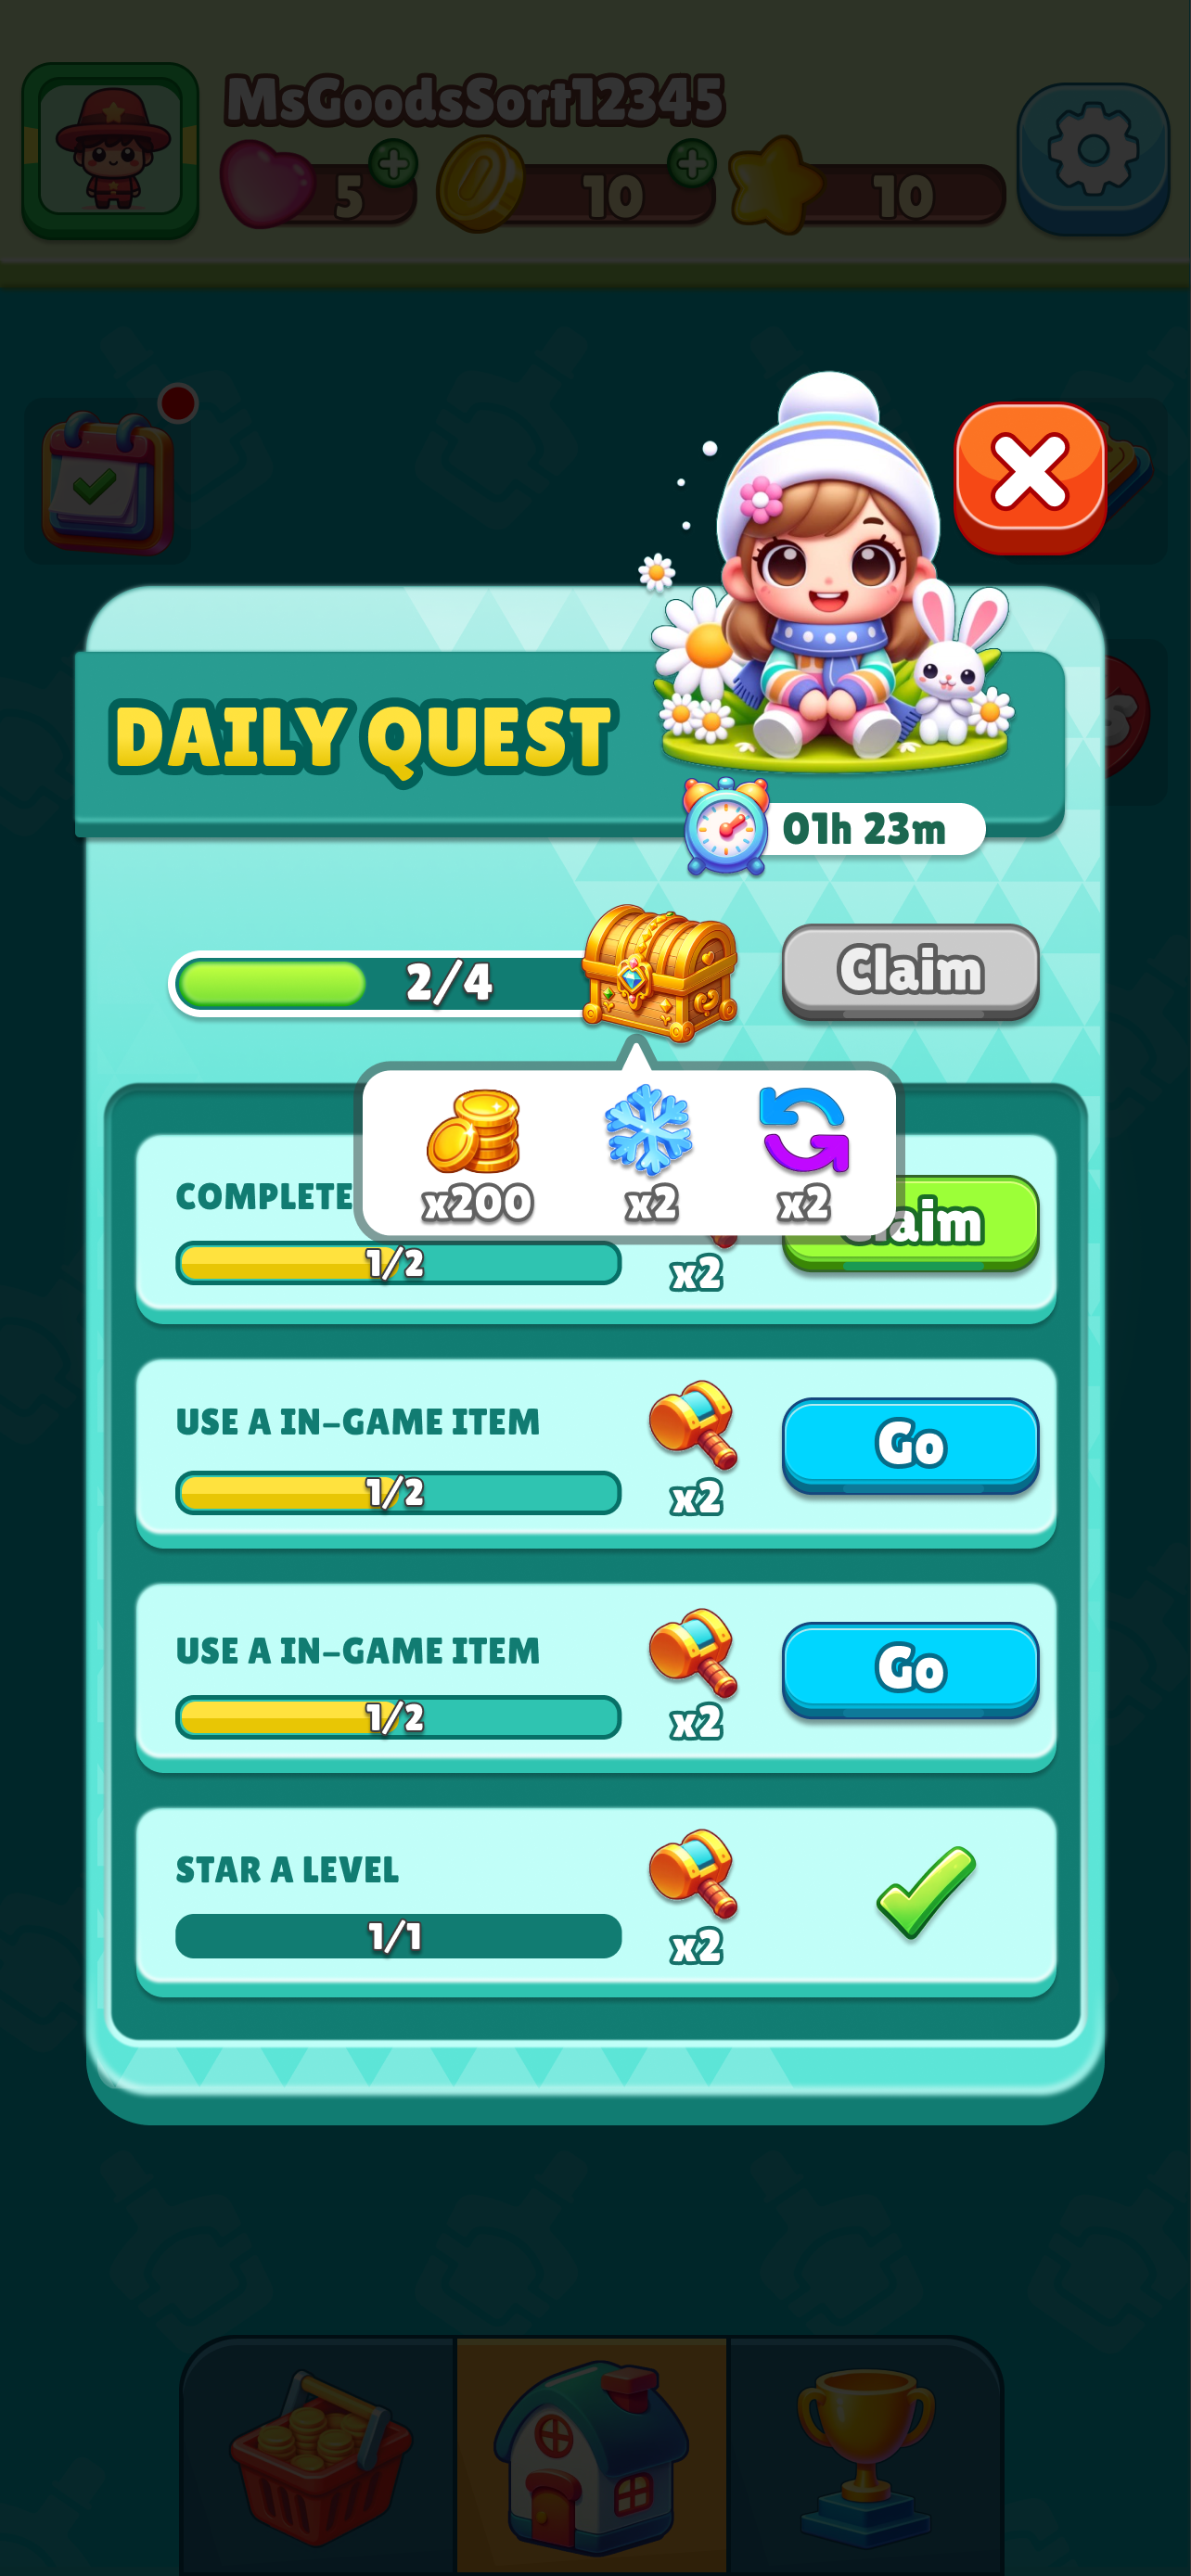 MsGoodsSort12345
5
10
10
DAILY QUEST
01h 23m
2/4
Claim
x200
x2
x2
COMPLETE
1/2
x2
USE A IN-GAME ITEM
1/2
x2
Go
USE A IN-GAME ITEM
1/2
x2
Go
STAR A LEVEL
1/1
x2